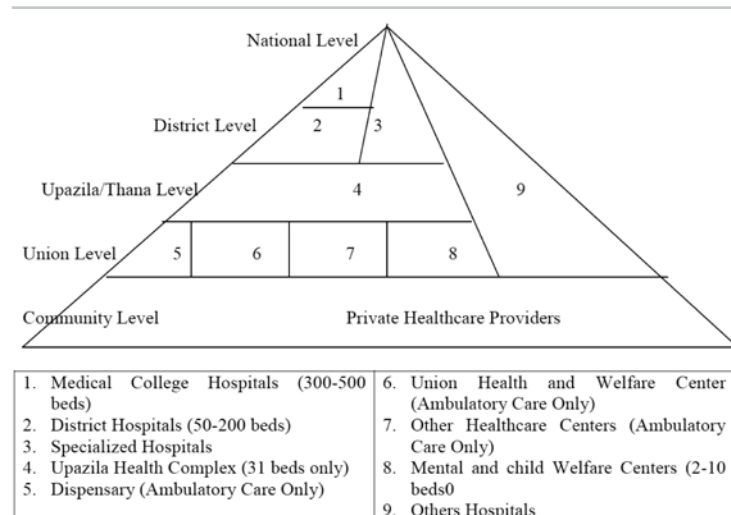 National Level
1
District Level
2
3
Upazila/Thana Level
4
9
Union Level
5
6
7
8
Community Level
Private Healthcare Providers
1. Medical College Hospitals (300-500
beds)
2. District Hospitals (50-200 beds)
3. Specialized Hospitals
4. Upazila Health Complex (31 beds only)
5. Dispensary (Ambulatory Care Only)
6. Union Health and Welfare Center
(Ambulatory Care Only)
7. Other Healthcare Centers (Ambulatory
Care Only)
8. Mental and child Welfare Centers (2-10
beds0
9. Others Hospitals